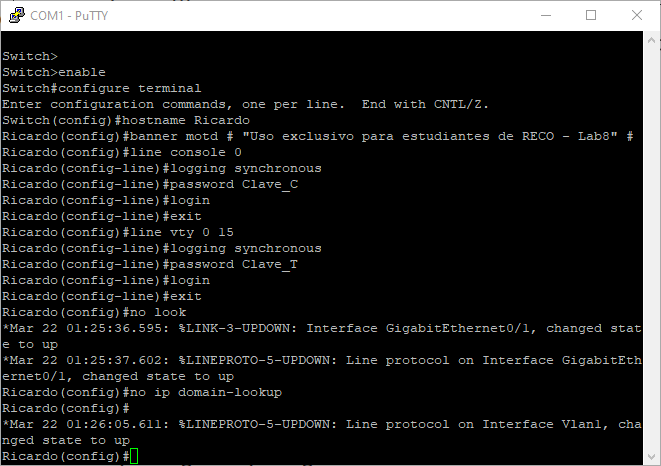 COM1 - PuTTY
Switch>
Switch>enable
Switch#configure terminal
Enter configuration commands, one per line.  End with CNTL/Z.
Switch(config)#hostname Ricardo
Ricardo(config)#banner motd # "Uso exclusivo para estudiantes de RECO - Lab8" #
Ricardo(config)#line console 0
Ricardo(config-line)#logging synchronous
Ricardo(config-line)#password Clave_C
Ricardo(config-line)#login
Ricardo(config-line)#exit
Ricardo(config)#line vty 0 15
Ricardo(config-line)#logging synchronous
Ricardo(config-line)#password Clave_T
Ricardo(config-line)#login
Ricardo(config-line)#exit
Ricardo(config)#no look
*Mar 22 01:25:36.595: %LINK-3-UPDOWN: Interface GigabitEthernet0/1, changed stat
e to up
*Mar 22 01:25:37.602: %LINEPROTO-5-UPDOWN: Line protocol on Interface GigabitEth
ernet0/1, changed state to up
Ricardo(config)#no ip domain-lookup
Ricardo(config)#
*Mar 22 01:26:05.611: %LINEPROTO-5-UPDOWN: Line protocol on Interface Vlan1, cha
nged state to up
Ricardo(config)#